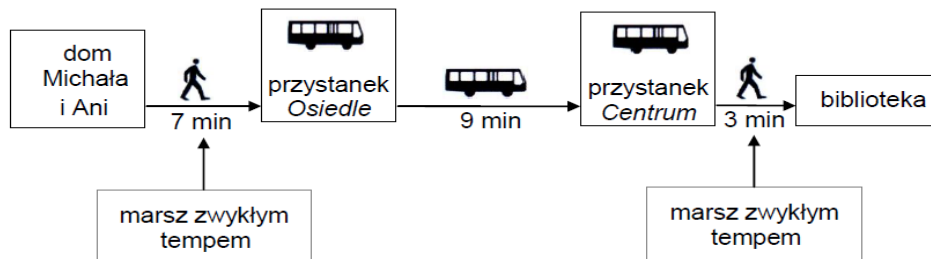 dom
Michała
i Ani
7 min
przystanek
Osiedle
9 min
przystanek
Centrum
3 min
biblioteka
marsz zwykłym
tempem
marsz zwykłym
tempem